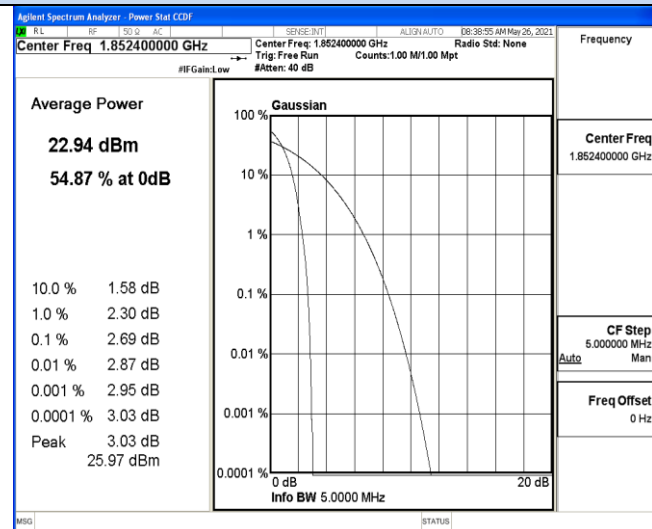 Agilent Spectrum Analyzer - Power Stat CCDF
RL RF 50 Ω AC SENSE:INT ALIGN AUTO 08:38:55 AM May 26, 2021
Center Freq 1.852400000 GHz
Center Freq: 1.852400000 GHz Radio Std: None
Trig: Free Run Counts:1.00 M/1.00 Mpt
#IFGain:Low #Atten: 40 dB
Frequency
Average Power
22.94 dBm
54.87 % at 0dB
10.0 % 1.58 dB
1.0 % 2.30 dB
0.1 % 2.69 dB
0.01 % 2.87 dB
0.001 % 2.95 dB
0.0001 % 3.03 dB
Peak 3.03 dB
25.97 dBm
Gaussian
100 %
10 %
1 %
0.1 %
0.01 %
0.001 %
0.0001 %
0 dB 20 dB
Info BW 5.0000 MHz
Center Freq
1.852400000 GHz
CF Step
5.000000 MHz
Auto Man
Freq Offset
0 Hz
MSG STATUS